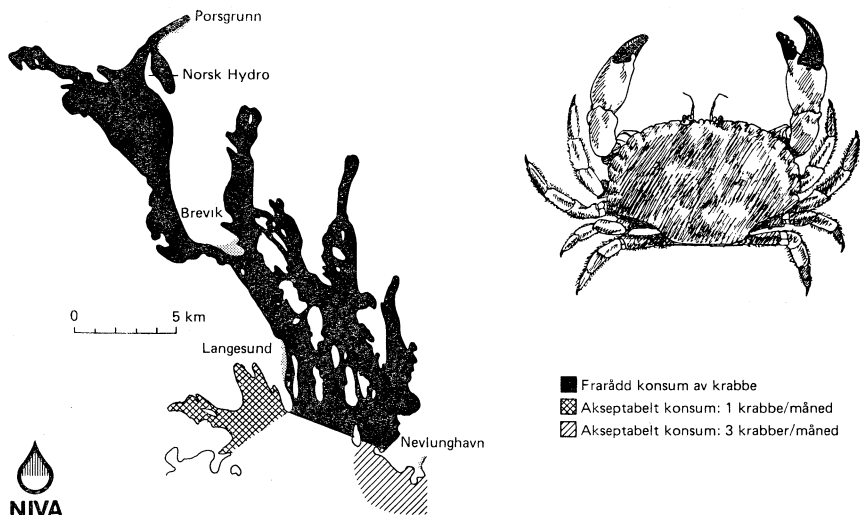 Porsgrunn
Norsk Hydro
Brevik
0 5 km
Langesund
Frarådd konsum av krabbe
Akseptabelt konsum: 1 krabbe/måned
Akseptabelt konsum: 3 krabber/måned
Nevlunghavn
NIVA